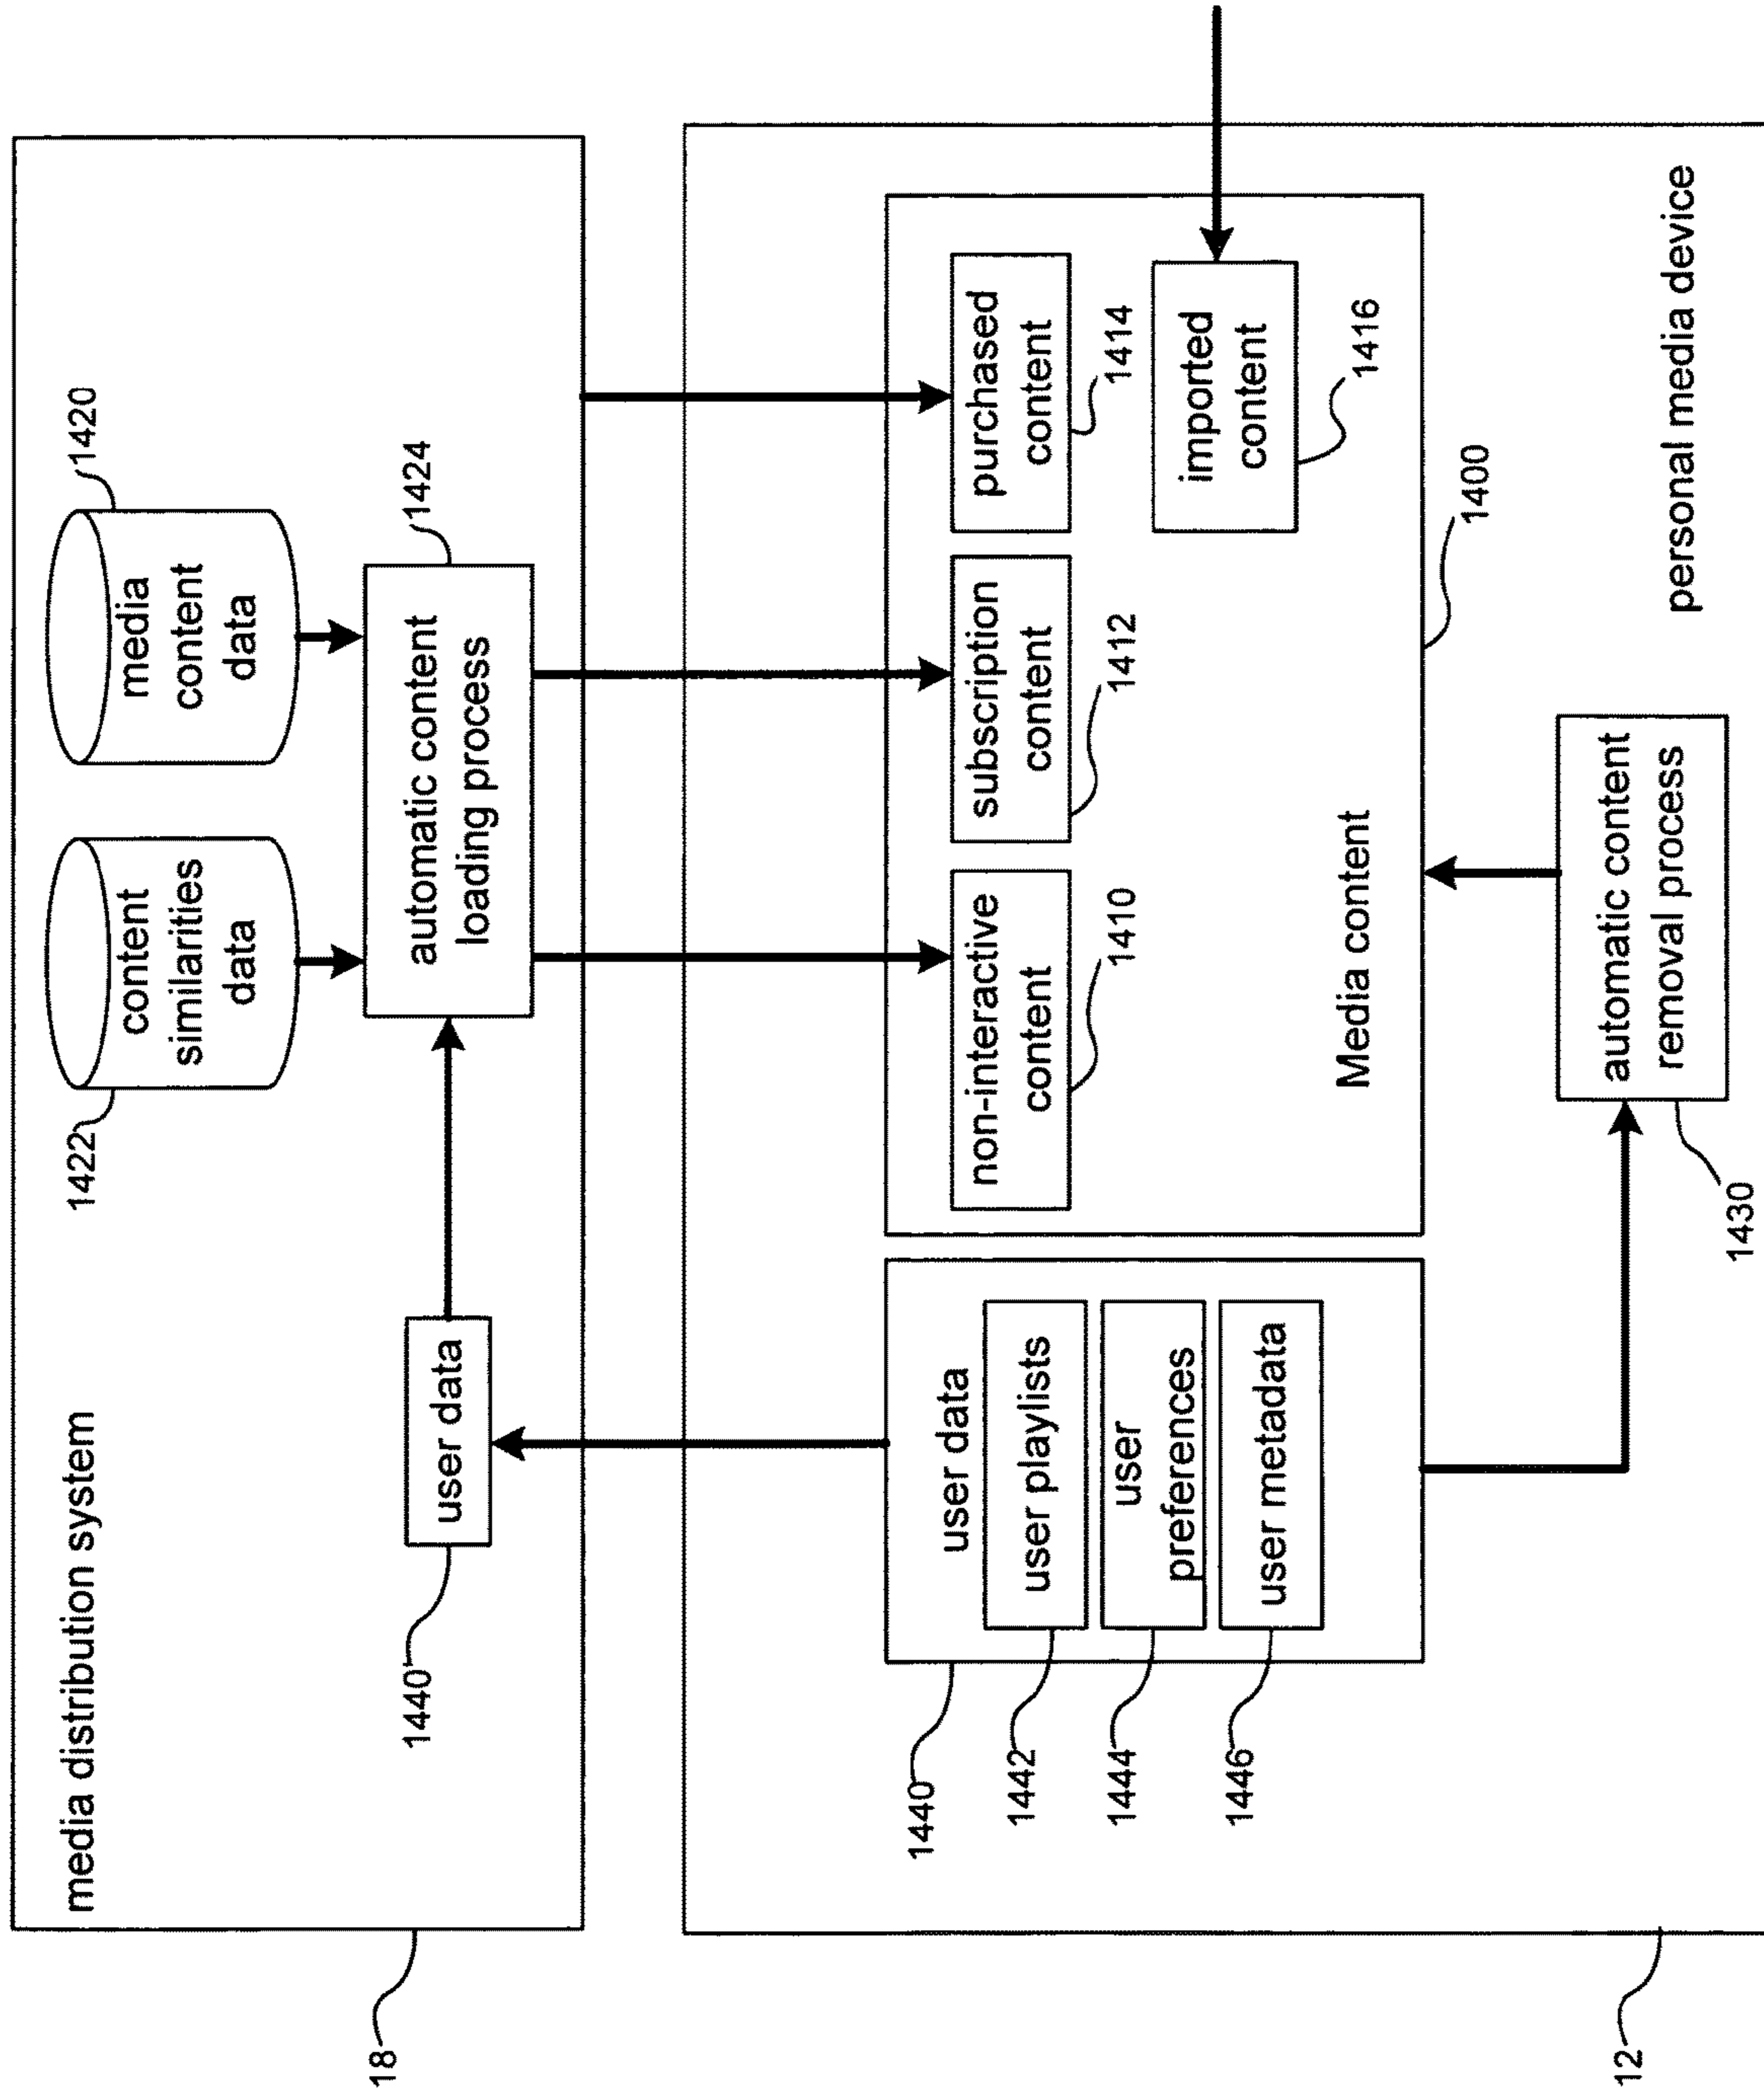 media distribution system
18
content
similarities
data
1422
media
content
data
1420
user data
1440'
automatic content
loading process
1424
user data
1440
user playlists
1442
user
preferences
1444
user metadata
1446
non-interactive
content
1410
subscription
content
1412
purchased
content
1414
imported
content
1416
Media content
1400
automatic content
removal process
1430
personal media device
12